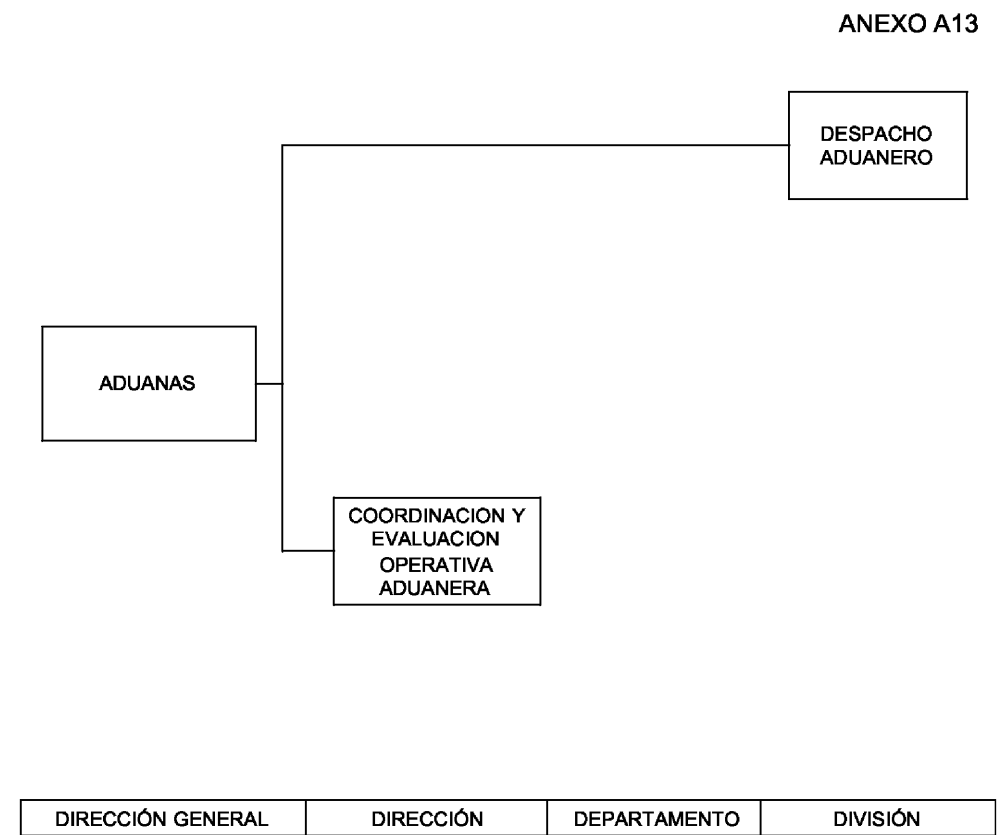 ANEXO A13
DESPACHO
ADUANERO
ADUANAS
COORDINACION Y
EVALUACION
OPERATIVA
ADUANERA
DIRECCIÓN GENERAL
DIRECCIÓN
DEPARTAMENTO
DIVISIÓN